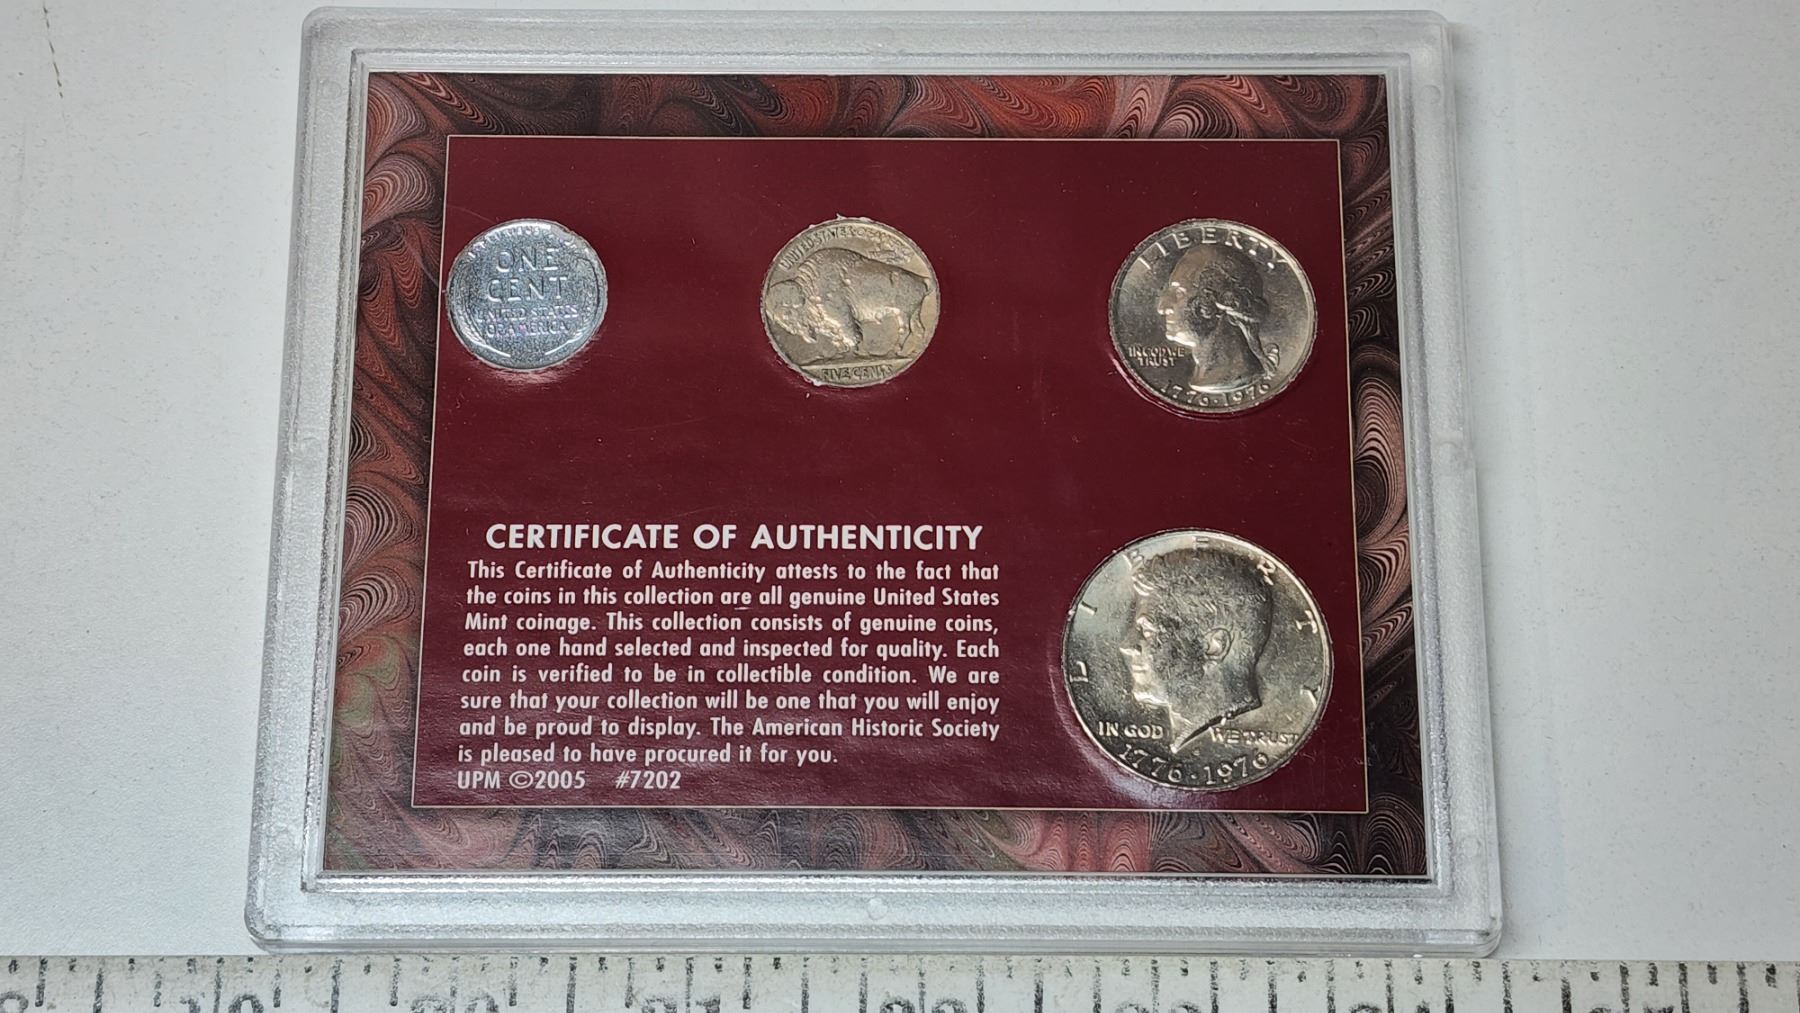 ONE
CENT
UNITED STATES
OF AMERICA
UNITED STATES OF AMERICA
FIVE CENTS
LIBERTY
IN GOD WE
TRUST
1776·1976
CERTIFICATE OF AUTHENTICITY
This Certificate of Authenticity attests to the fact that
the coins in this collection are all genuine United States
Mint coinage. This collection consists of genuine coins,
each one hand selected and inspected for quality. Each
coin is verified to be in collectible condition. We are
sure that your collection will be one that you will enjoy
and be proud to display. The American Historic Society
is pleased to have procured it for you.
UPM ©2005 #7202
LIBERTY
IN GOD WE TRUST
1776·1976